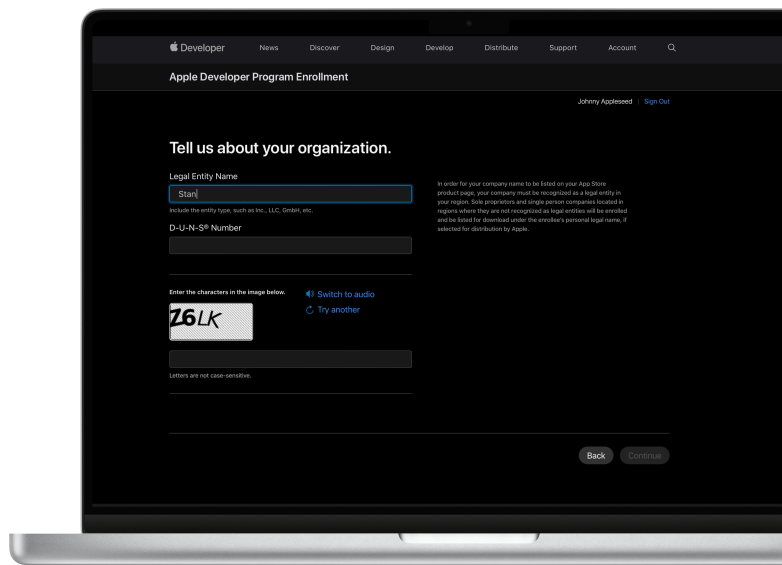 Developer News Discover Design Develop Distribute Support Account
Apple Developer Program Enrollment
Johnny Appleseed | Sign Out
Tell us about your organization.
Legal Entity Name
Stan
Include the entity type, such as Inc., LLC, GmbH, etc.
D-U-N-S® Number
In order for your company name to be listed on your App Store
product page, your company must be recognized as a legal entity in
your region. Sole proprietors and single person companies located in
regions where they are not recognized as legal entities will be enrolled
and be listed for download under the enrollee's personal legal name, if
selected for distribution by Apple.
Enter the characters in the image below.
Switch to audio
Try another
Z6LK
Letters are not case-sensitive.
Back Continue